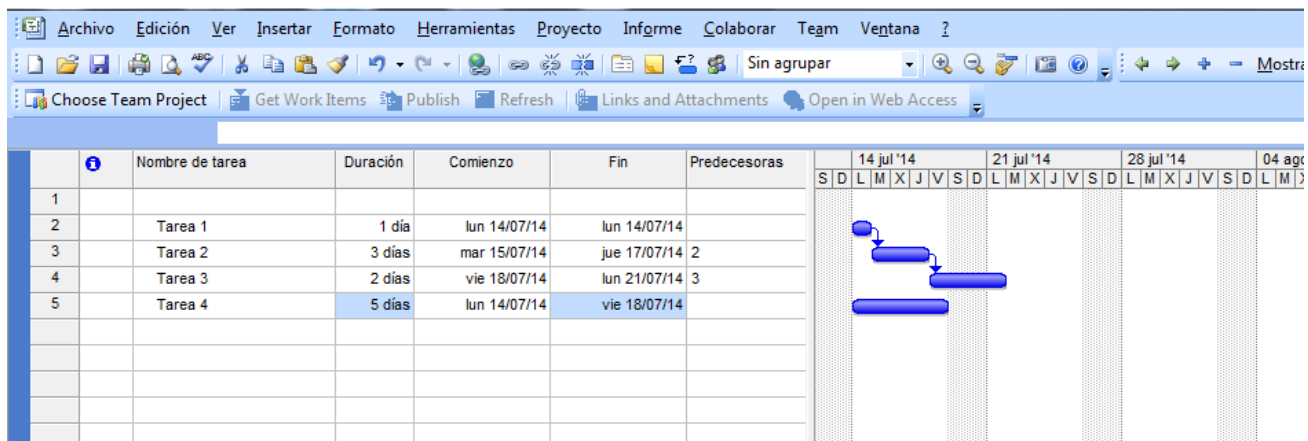 Archivo Edición Ver Insertar Formato Herramientas Proyecto Informe Colaborar Team Ventana ?
ABC Sin agrupar Mostra
Choose Team Project Get Work Items Publish Refresh Links and Attachments Open in Web Access
Nombre de tarea Duración Comienzo Fin Predecesoras 14 jul '14 21 jul '14 28 jul '14 04 ago
S D L M X J V S D L M X J V S D L M X J V S D L M X
1
2 Tarea 1 1 día lun 14/07/14 lun 14/07/14
3 Tarea 2 3 días mar 15/07/14 jue 17/07/14 2
4 Tarea 3 2 días vie 18/07/14 lun 21/07/14 3
5 Tarea 4 5 días lun 14/07/14 vie 18/07/14